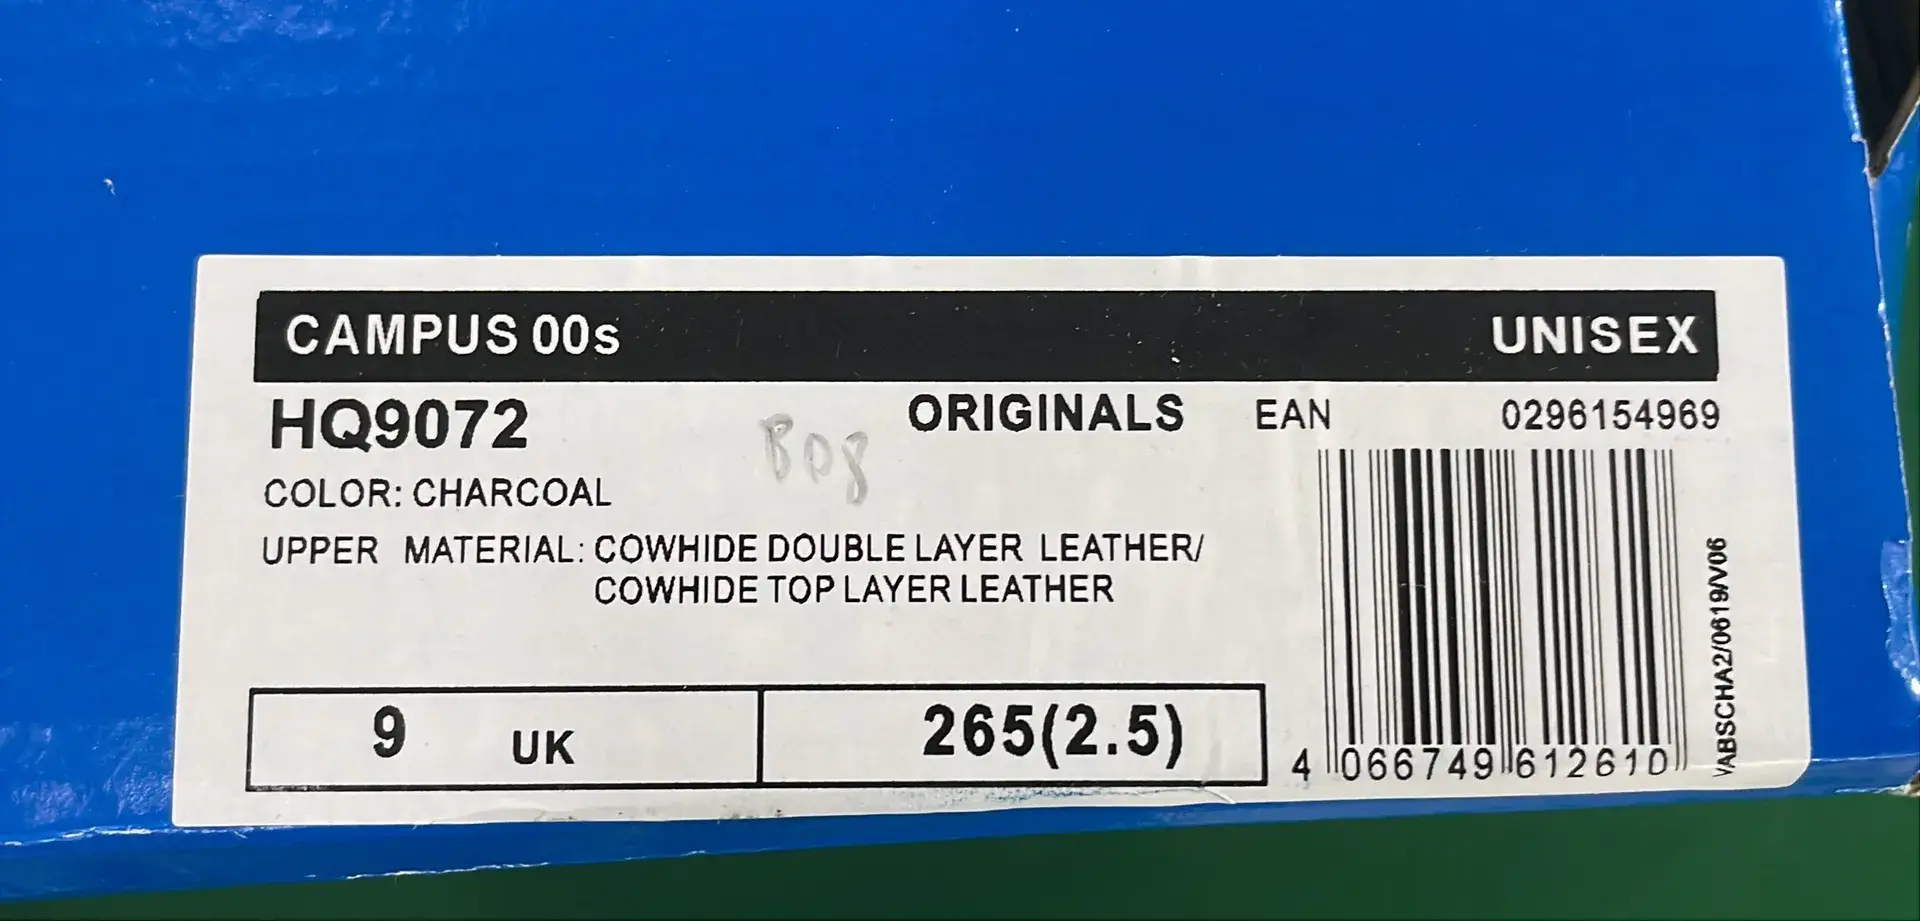 CAMPUS 00s UNISEX
HQ9072 ORIGINALS EAN 0296154969
COLOR: CHARCOAL
UPPER MATERIAL: COWHIDE DOUBLE LAYER LEATHER/
COWHIDE TOP LAYER LEATHER
9 UK 265(2.5)
4 066749 612610
VABSCHA2/0619/V06